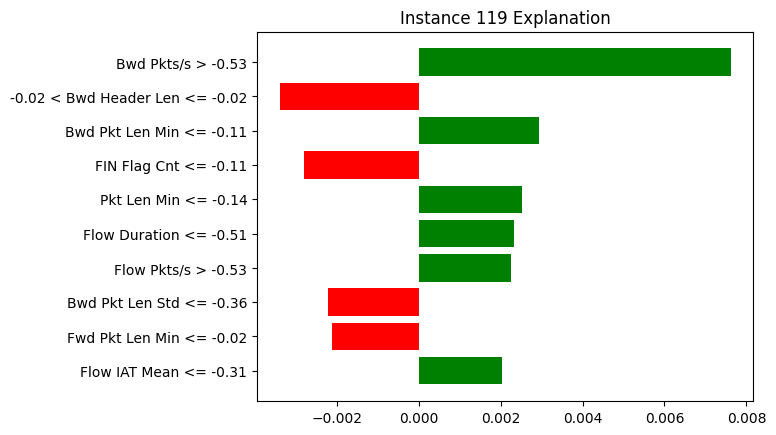 Instance 119 Explanation
Bwd Pkts/s > -0.53
-0.02 < Bwd Header Len <= -0.02
Bwd Pkt Len Min <= -0.11
FIN Flag Cnt <= -0.11
Pkt Len Min <= -0.14
Flow Duration <= -0.51
Flow Pkts/s > -0.53
Bwd Pkt Len Std <= -0.36
Fwd Pkt Len Min <= -0.02
Flow IAT Mean <= -0.31
−0.002 0.000 0.002 0.004 0.006 0.008